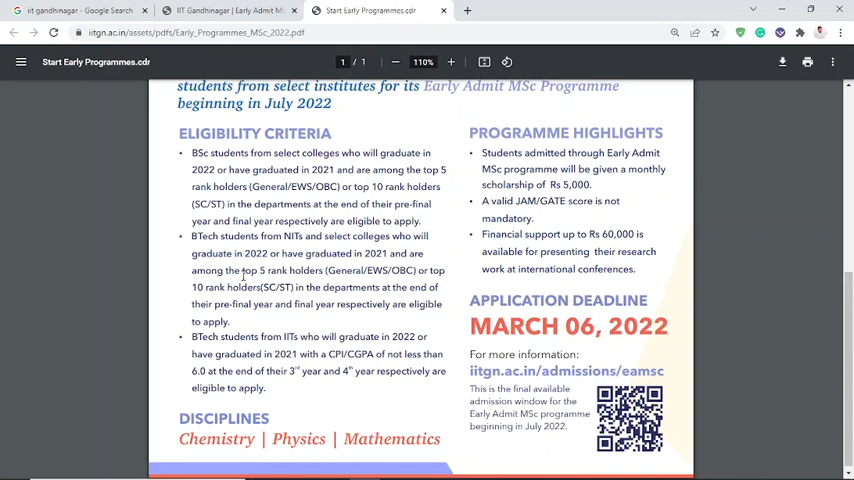 iit gandhinagar - Google Search
IIT Gandhinagar | Early Admit MS
Start Early Programmes.cdr
iitgn.ac.in/assets/pdfs/Early_Programmes_MSc_2022.pdf
Start Early Programmes.cdr
1 / 1
110%
students from select institutes for its Early Admit MSc Programme
beginning in July 2022
ELIGIBILITY CRITERIA
• BSc students from select colleges who will graduate in
2022 or have graduated in 2021 and are among the top 5
rank holders (General/EWS/OBC) or top 10 rank holders
(SC/ST) in the departments at the end of their pre-final
year and final year respectively are eligible to apply.
• BTech students from NITs and select colleges who will
graduate in 2022 or have graduated in 2021 and are
among the top 5 rank holders (General/EWS/OBC) or top
10 rank holders(SC/ST) in the departments at the end of
their pre-final year and final year respectively are eligible
to apply.
• BTech students from IITs who will graduate in 2022 or
have graduated in 2021 with a CPI/CGPA of not less than
6.0 at the end of their 3rd year and 4th year respectively are
eligible to apply.
DISCIPLINES
Chemistry | Physics | Mathematics
PROGRAMME HIGHLIGHTS
• Students admitted through Early Admit
MSc programme will be given a monthly
scholarship of Rs 5,000.
• A valid JAM/GATE score is not
mandatory.
• Financial support up to Rs 60,000 is
available for presenting their research
work at international conferences.
APPLICATION DEADLINE
MARCH 06, 2022
For more information:
iitgn.ac.in/admissions/eamsc
This is the final available
admission window for the
Early Admit MSc programme
beginning in July 2022.